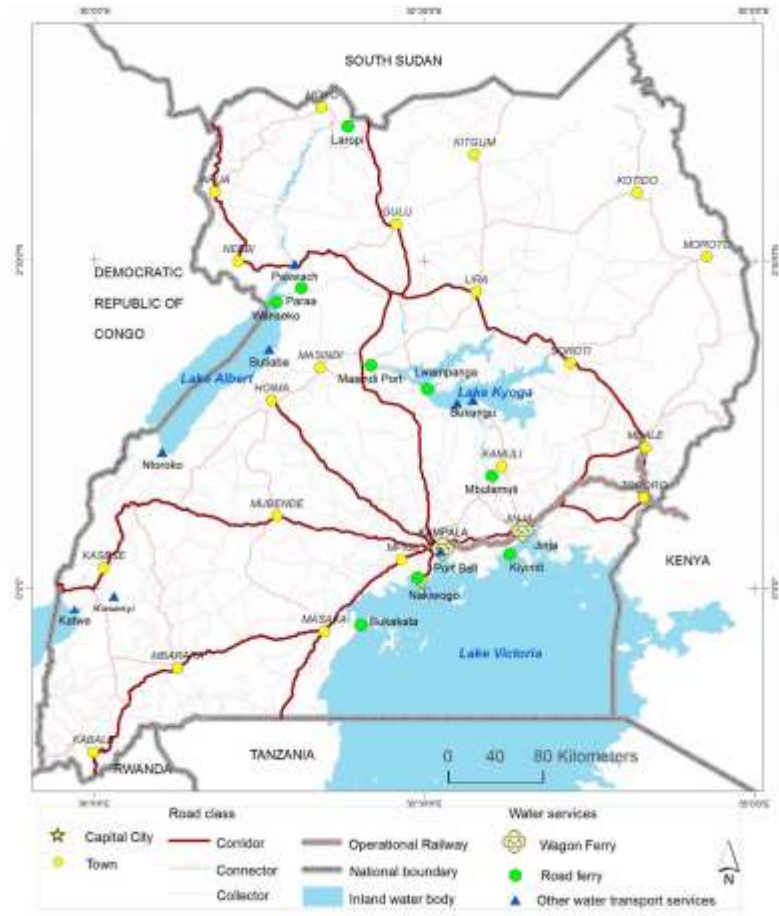 SOUTH SUDAN
Laropi
KITGUM
KOTIDO
GULU
MOROTO
NEBBI
DEMOCRATIC
REPUBLIC OF
CONGO
Pakwach
Paraa
Wanseko
LIRA
Butiaba
MASINDI
Lake Albert
Masindi Port
Lwampanga
SOROTI
HOIMA
Lake Kyoga
MBALE
Ntoroko
KAMULI
Mbulamuti
TORORO
MUBENDE
KAMPALA
JINJA
Jinja
KASESE
Port Bell
Kiyindi
KENYA
Katwe
Nakiwogo
MASAKA
Bukakata
Lake Victoria
MBARARA
KABALE
RWANDA
TANZANIA
0 40 80 Kilometers
Road class
Water services
Capital City
Corridor
Operational Railway
Wagon Ferry
Town
Connector
National boundary
Road ferry
Collector
Inland water body
Other water transport services
N